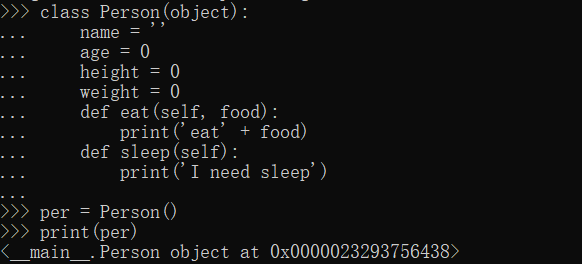 >>> class Person(object):
...     name = ''
...     age = 0
...     height = 0
...     weight = 0
...     def eat(self, food):
...         print('eat' + food)
...     def sleep(self):
...         print('I need sleep')
...
>>> per = Person()
>>> print(per)
<__main__.Person object at 0x0000023293756438>